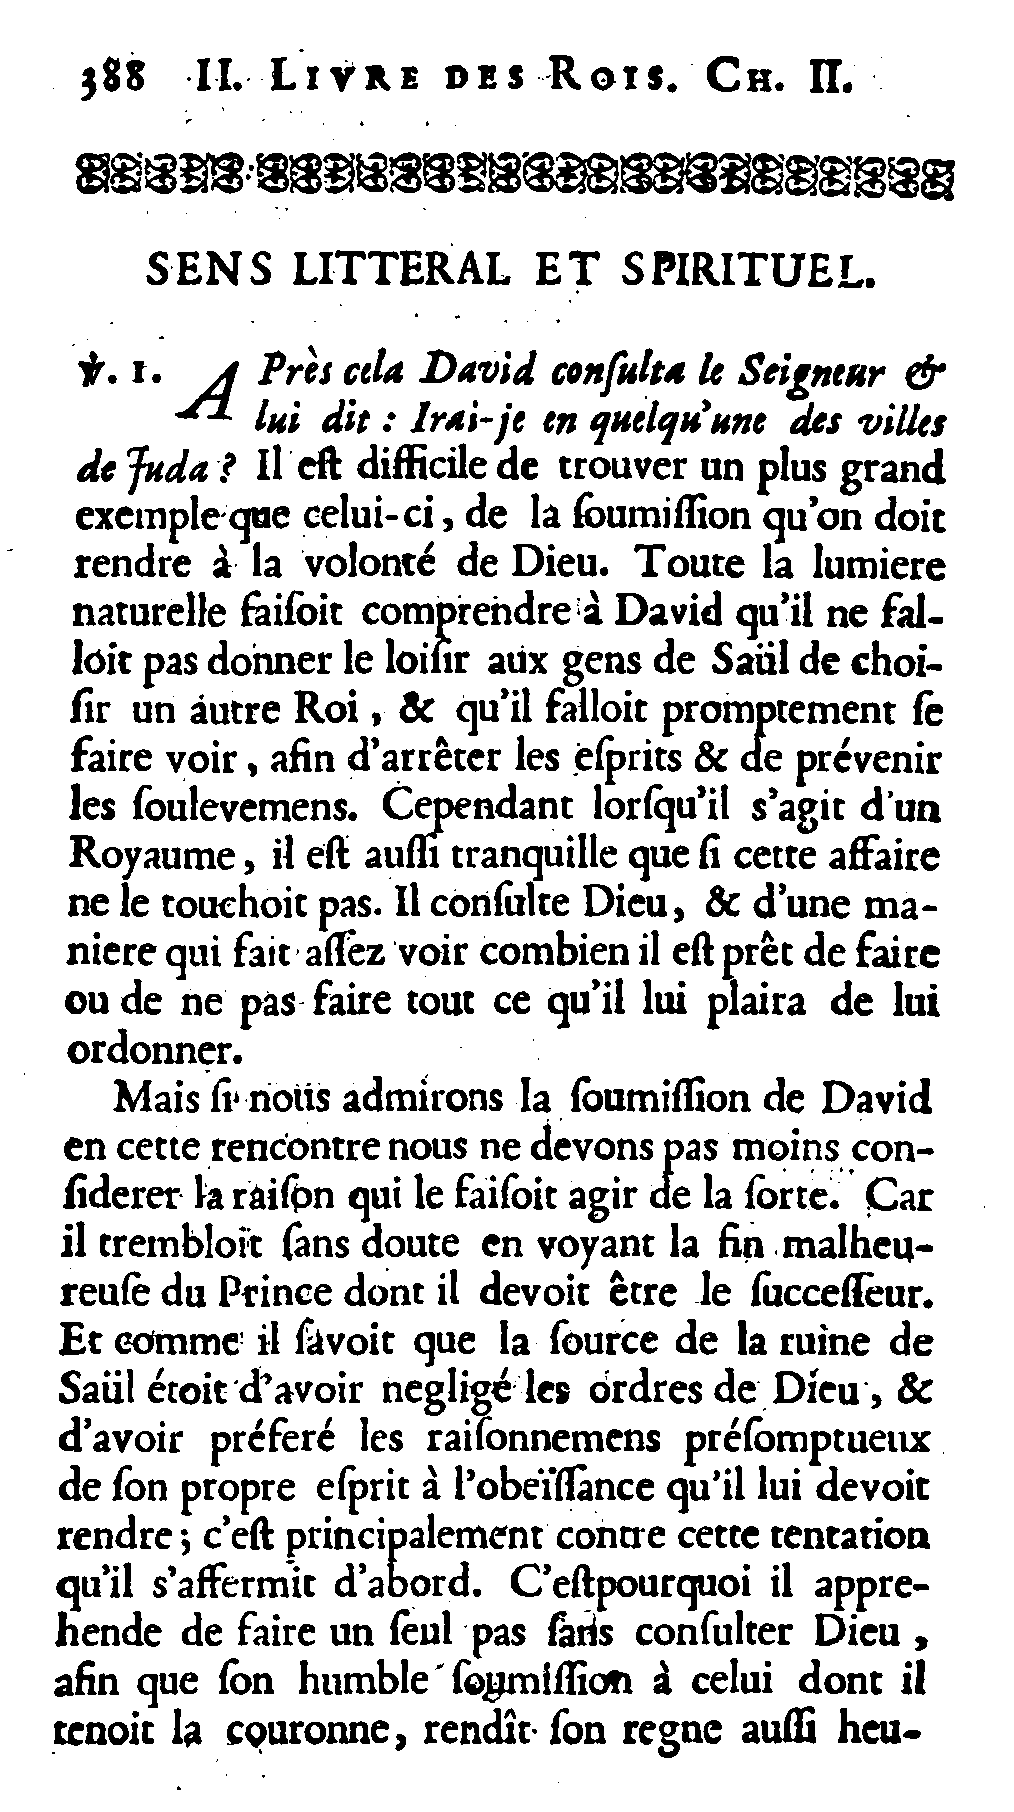 388 II. LIVRE DES ROIS. CH. II.
SENS LITTERAL ET SPIRITUEL.
℣. 1. APrès cela David conſulta le Seigneur &
lui dit : Irai-je en quelqu'une des villes
de Juda ? Il eſt difficile de trouver un plus grand
exemple que celui-ci, de la ſoumiſſion qu'on doit
rendre à la volonté de Dieu. Toute la lumiere
naturelle faiſoit comprendre à David qu'il ne fal-
loit pas donner le loiſir aux gens de Saül de choi-
ſir un autre Roi, & qu'il falloit promptement ſe
faire voir, afin d'arrêter les eſprits & de prévenir
les ſoulevemens. Cependant lorſqu'il s'agit d'un
Royaume, il eſt auſſi tranquille que ſi cette affaire
ne le touchoit pas. Il conſulte Dieu, & d'une ma-
niere qui fait aſſez voir combien il eſt prêt de faire
ou de ne pas faire tout ce qu'il lui plaira de lui
ordonner.
Mais ſi nous admirons la ſoumiſſion de David
en cette rencontre nous ne devons pas moins con-
ſiderer la raiſon qui le faiſoit agir de la ſorte. Car
il trembloit ſans doute en voyant la fin malheu-
reuſe du Prince dont il devoit être le ſucceſſeur.
Et comme il ſavoit que la ſource de la ruine de
Saül étoit d'avoir negligé les ordres de Dieu, &
d'avoir préferé les raiſonnemens préſomptueux
de ſon propre eſprit à l'obeïſſance qu'il lui devoit
rendre ; c'eſt principalement contre cette tentation
qu'il s'affermit d'abord. C'eſtpourquoi il appre-
hende de faire un ſeul pas ſans conſulter Dieu,
afin que ſon humble ſoumiſſion à celui dont il
tenoit la couronne, rendît ſon regne auſſi heu-